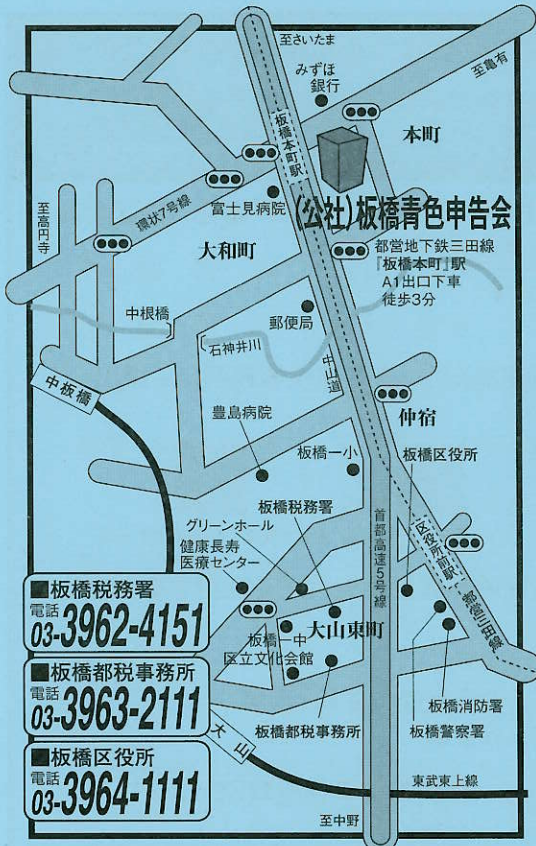 至さいたま
みずほ
銀行
至亀有
本町
板橋本町駅
富士見病院
(公社)板橋青色申告会
環状7号線
至高円寺
大和町
都営地下鉄三田線
『板橋本町』駅
A1出口下車
徒歩3分
中根橋
石神井川
郵便局
中山道
中板橋
豊島病院
仲宿
板橋一小
板橋区役所
板橋税務署
グリーンホール
健康長寿
医療センター
首都高速5号線
区役所前駅
都営三田線
大山東町
板橋一中
区立文化会館
板橋都税事務所
板橋消防署
板橋警察署
大山
東武東上線
至中野
■板橋税務署
電話
03-3962-4151
■板橋都税事務所
電話
03-3963-2111
■板橋区役所
電話
03-3964-1111